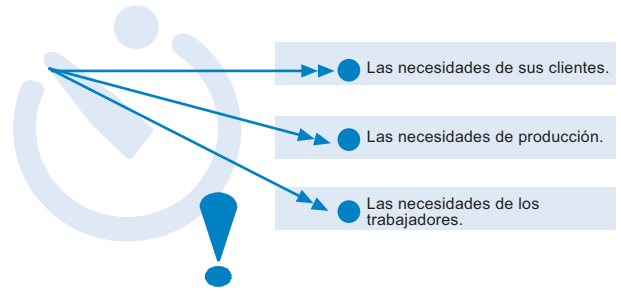 Las necesidades de sus clientes.
Las necesidades de producción.
Las necesidades de los
trabajadores.